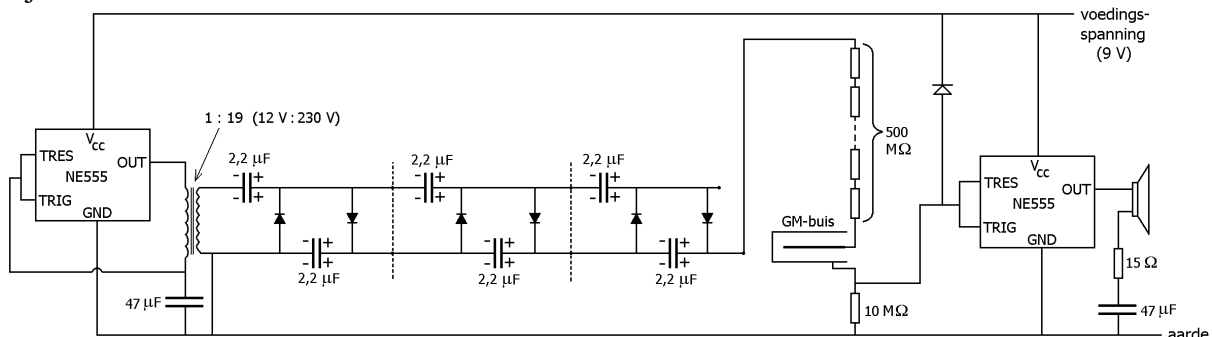 voedings-
spanning
(9 V)
1 : 19 (12 V : 230 V)
VCC
TRES
OUT
NE555
TRIG
GND
47 µF
2,2 µF
- +
- +
2,2 µF
- +
- +
2,2 µF
- +
- +
- +
- +
2,2 µF
- +
- +
2,2 µF
- +
- +
2,2 µF
500
MΩ
GM-buis
10 MΩ
VCC
TRES
OUT
NE555
TRIG
GND
15 Ω
47 µF
aarde